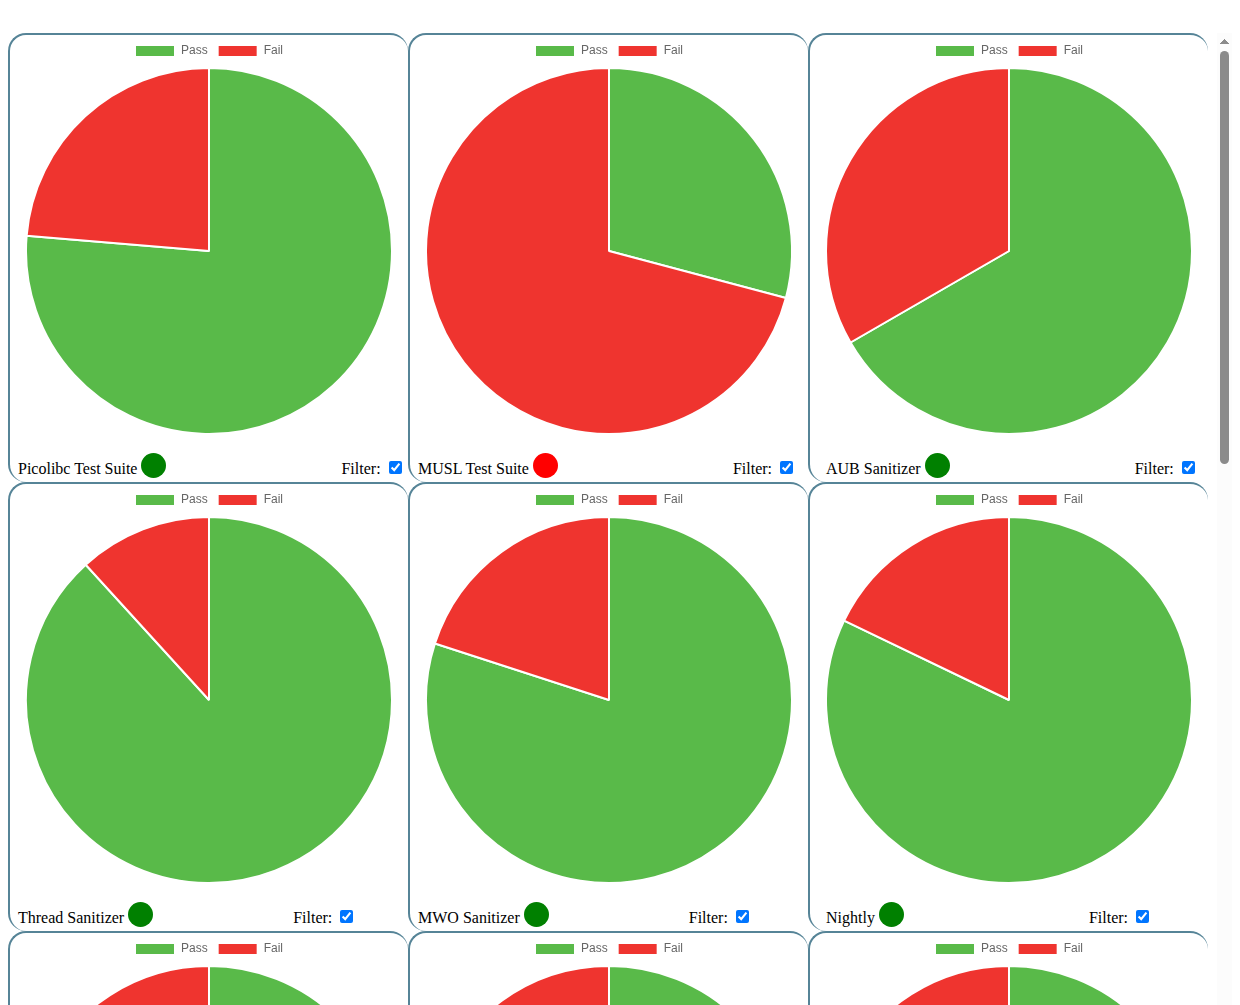 Pass Fail
Pass Fail
Pass Fail
Picolibc Test Suite Filter:
MUSL Test Suite Filter:
AUB Sanitizer Filter:
Pass Fail
Pass Fail
Pass Fail
Thread Sanitizer Filter:
MWO Sanitizer Filter:
Nightly Filter:
Pass Fail
Pass Fail
Pass Fail